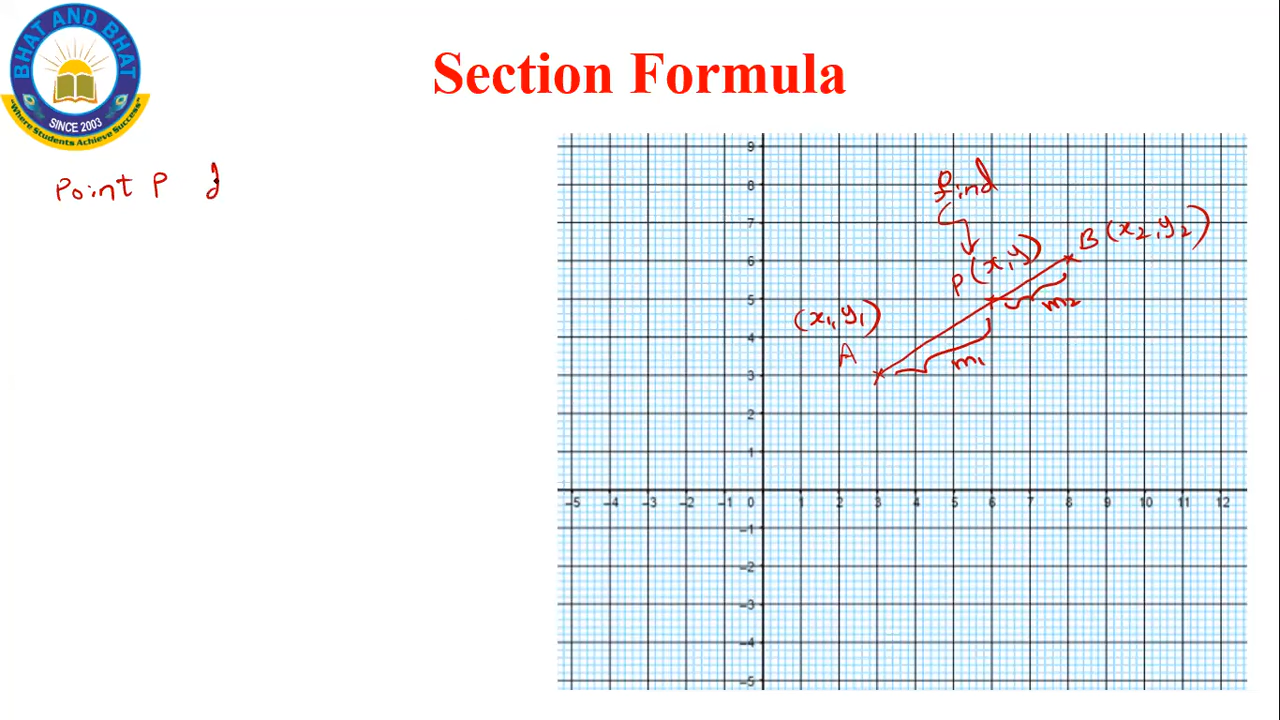 BHAT AND BHAT
"Where Students Achieve Success"
SINCE 2003
Section Formula
Point P
find
P (x, y)
B (x2, y2)
(x1, y1)
A
m1
m2
9
8
7
6
5
4
3
2
1
-5 -4 -3 -2 -1 0 1 2 3 4 5 6 7 8 9 10 11 12
-1
-2
-3
-4
-5